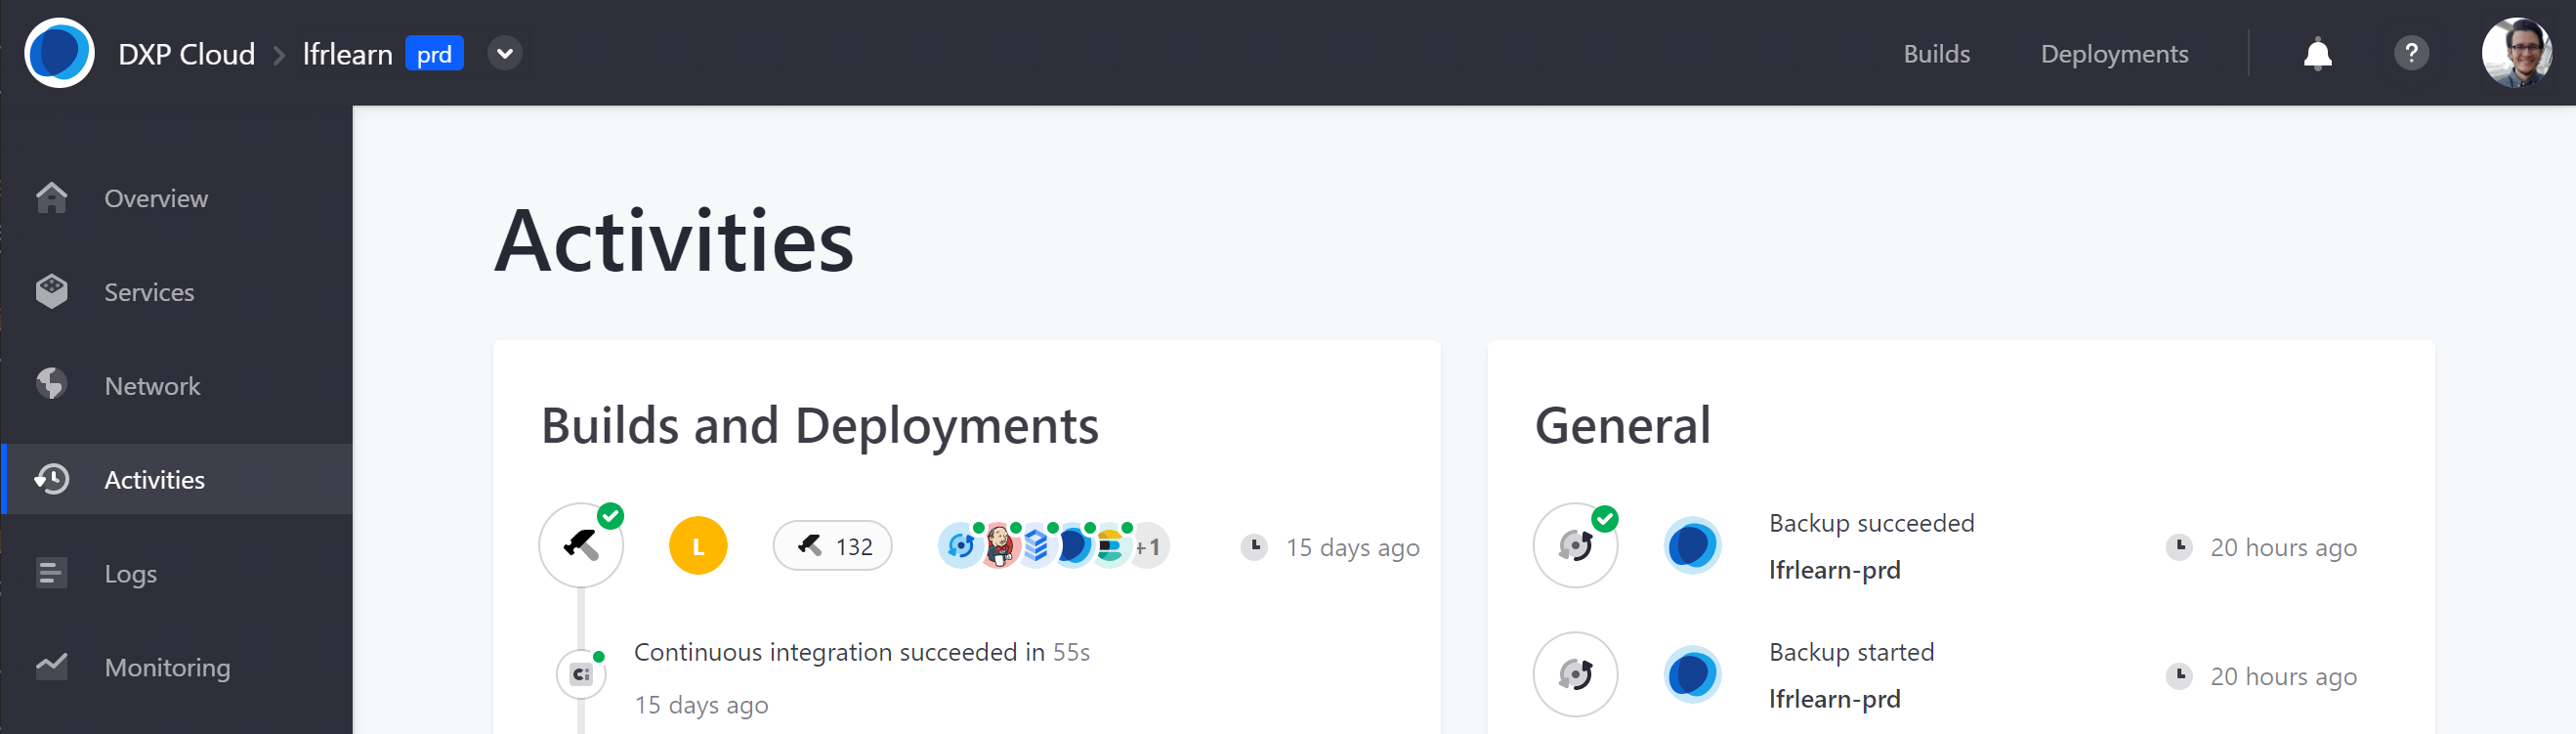 DXP Cloud > lfrlearn prd
Builds
Deployments
?
Overview
Services
Network
Activities
Logs
Monitoring
Activities
Builds and Deployments
L
132
+1
15 days ago
Continuous integration succeeded in 55s
15 days ago
General
Backup succeeded
lfrlearn-prd
20 hours ago
Backup started
lfrlearn-prd
20 hours ago